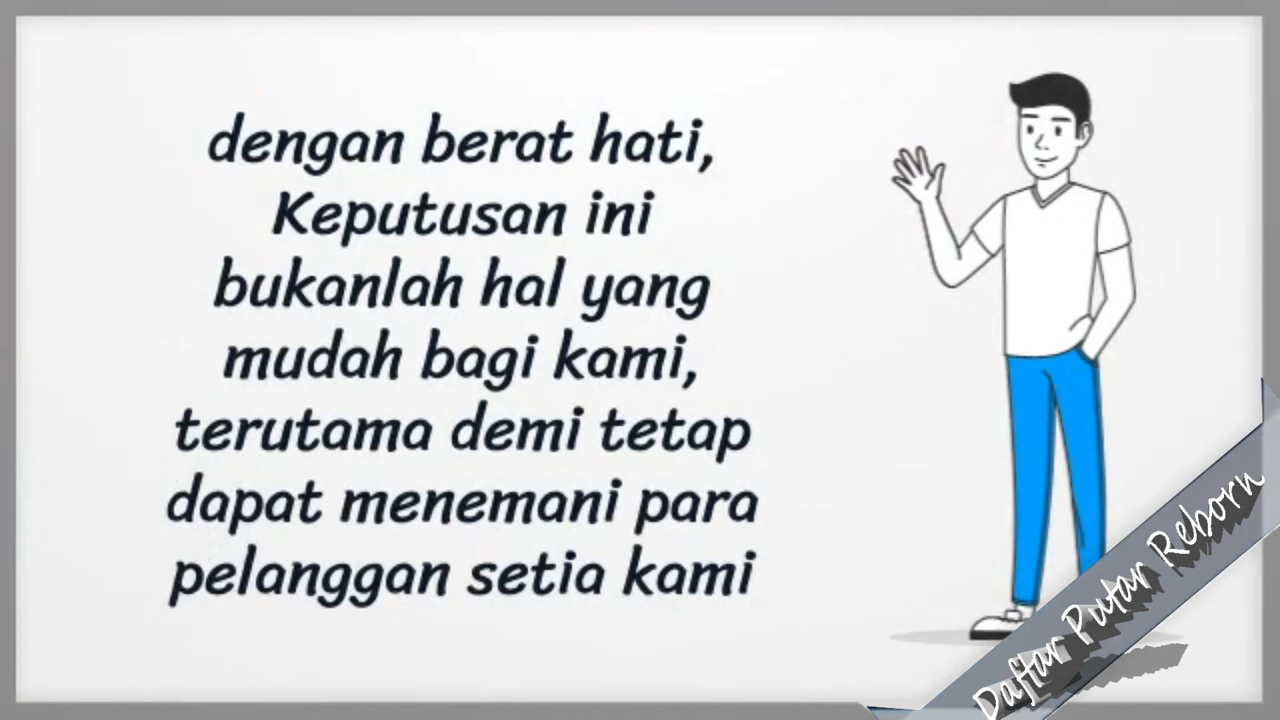 dengan berat hati,
Keputusan ini
bukanlah hal yang
mudah bagi kami,
terutama demi tetap
dapat menemani para
pelanggan setia kami
Daftar Putar Reborn